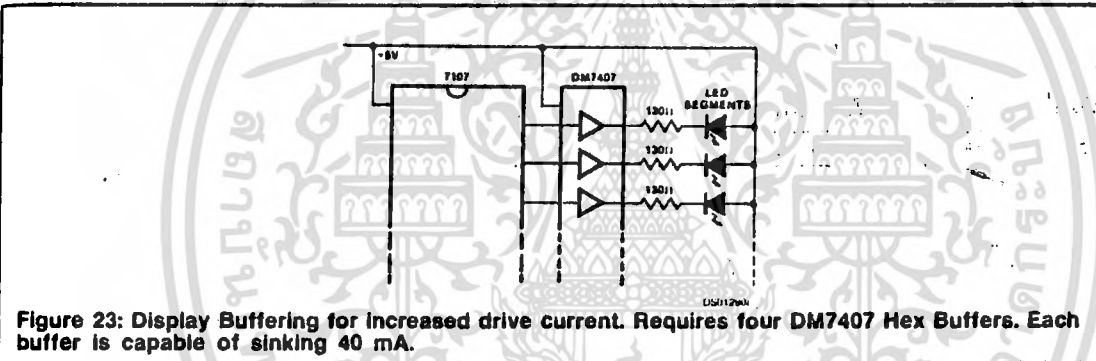 +5V
7107
DM7407
LED
SEGMENTS
130Ω
130Ω
130Ω
Figure 23: Display Buffering for increased drive current. Requires four DM7407 Hex Buffers. Each
buffer is capable of sinking 40 mA.